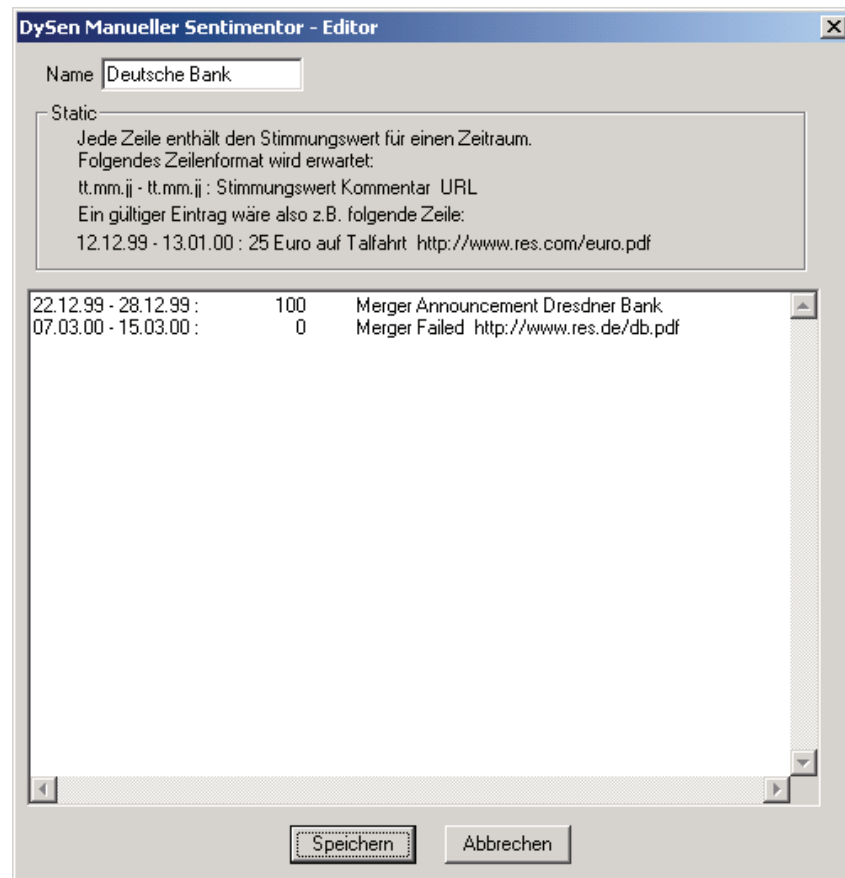 DySen Manueller Sentimentor - Editor
Name Deutsche Bank
Static
Jede Zeile enthält den Stimmungswert für einen Zeitraum.
Folgendes Zeilenformat wird erwartet:
tt.mm.jj - tt.mm.jj : Stimmungswert Kommentar URL
Ein gültiger Eintrag wäre also z.B. folgende Zeile:
12.12.99 - 13.01.00 : 25 Euro auf Talfahrt http://www.res.com/euro.pdf
22.12.99 - 28.12.99 : 100 Merger Announcement Dresdner Bank
07.03.00 - 15.03.00 : 0 Merger Failed http://www.res.de/db.pdf
Speichern Abbrechen